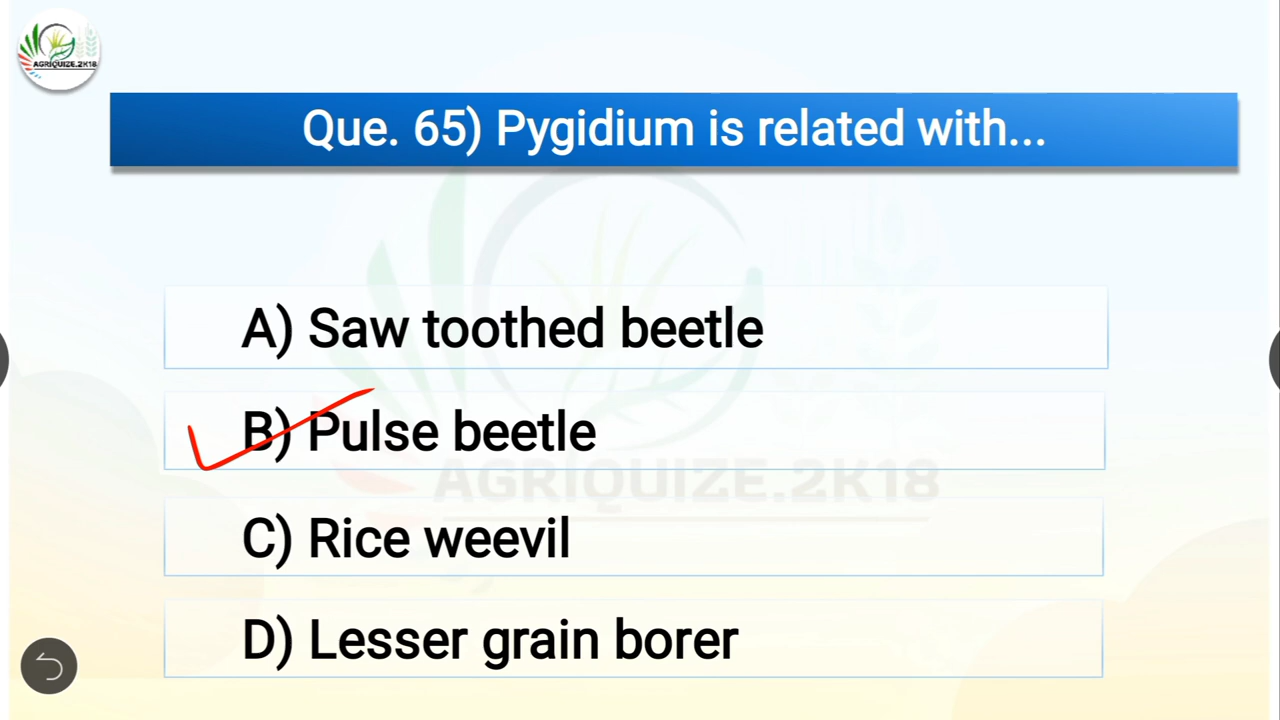 AGRIQUIZE.2K18
Que. 65) Pygidium is related with...
A) Saw toothed beetle
B) Pulse beetle
AGRIQUIZE.2K18
C) Rice weevil
D) Lesser grain borer